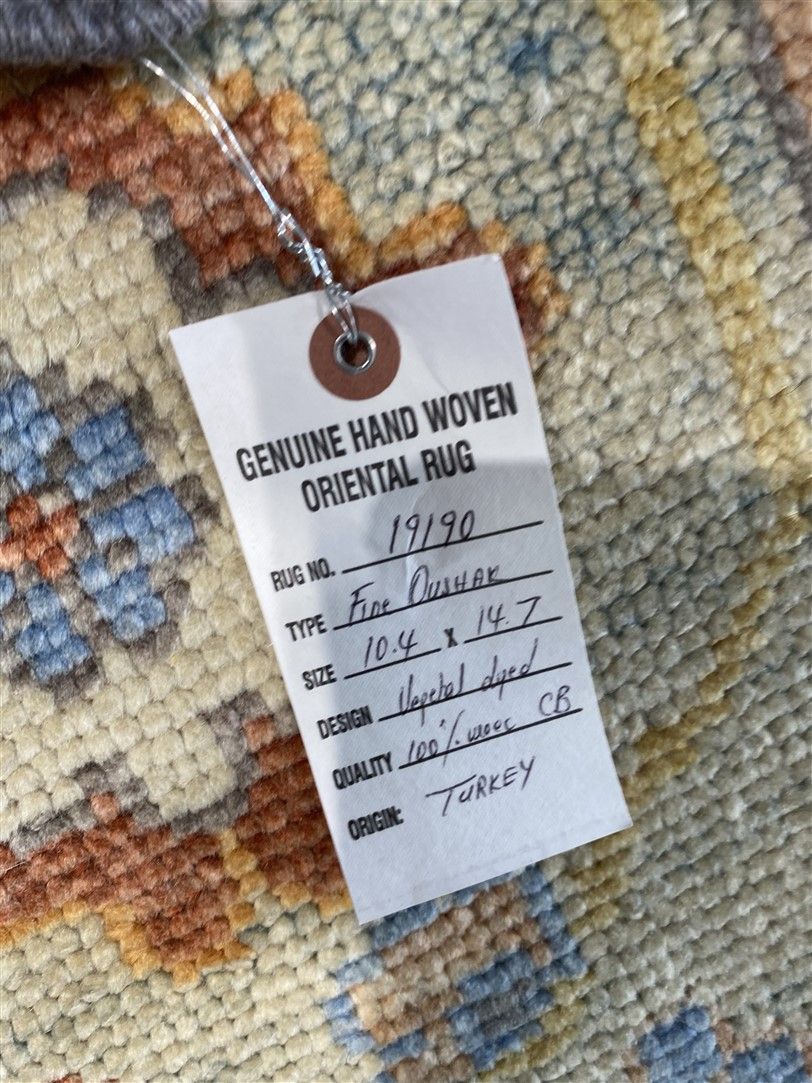 GENUINE HAND WOVEN
ORIENTAL RUG
RUG NO. 19190
TYPE Fine OUSHAK
SIZE 10.4 X 14.7
DESIGN Vegetal dyed
QUALITY 100% wool CB
ORIGIN: TURKEY